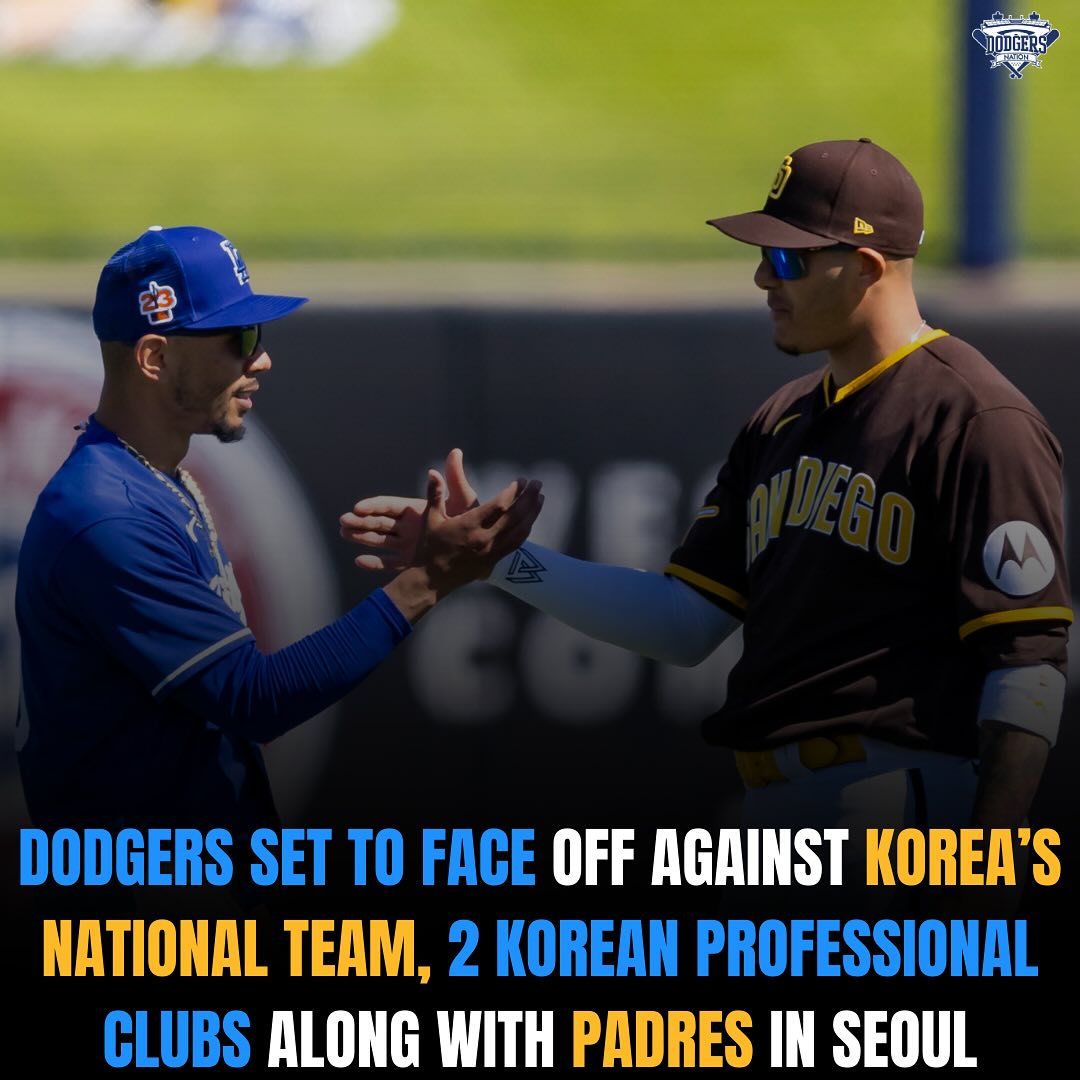 DODGERS
NATION
23
SAN DIEGO
DODGERS SET TO FACE OFF AGAINST KOREA’S
NATIONAL TEAM, 2 KOREAN PROFESSIONAL
CLUBS ALONG WITH PADRES IN SEOUL